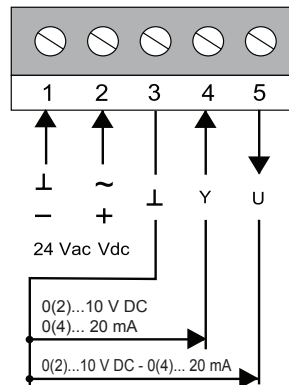 1 2 3 4 5
⊥ ~ ⊥ Y U
− +
24 Vac Vdc
0(2)...10 V DC
0(4)... 20 mA
0(2)...10 V DC - 0(4)... 20 mA